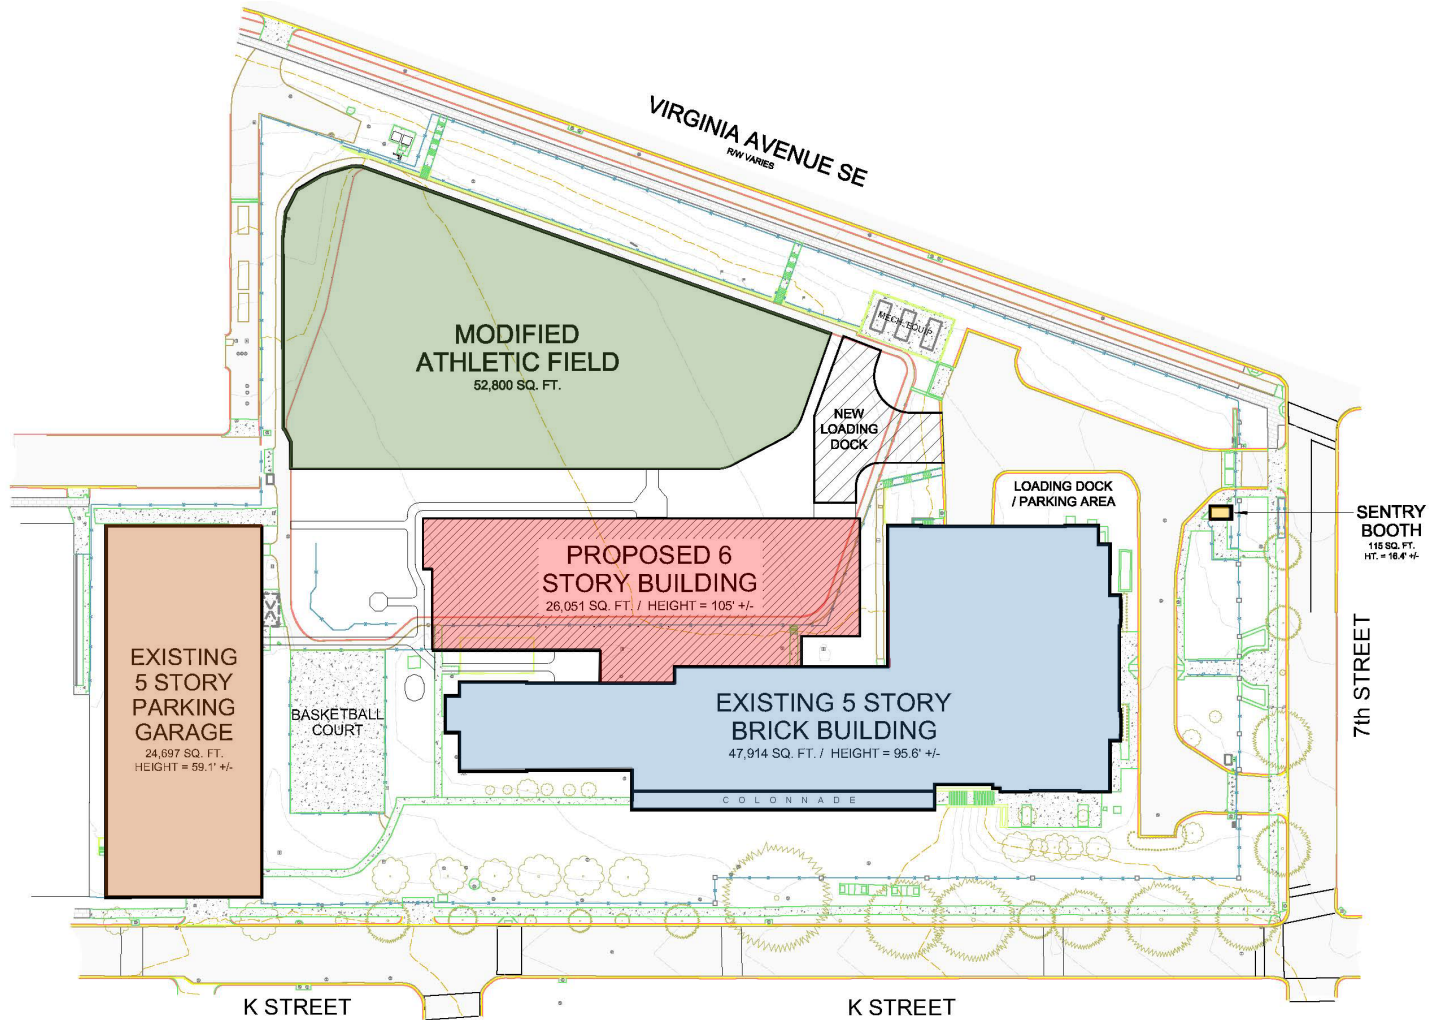 VIRGINIA AVENUE SE
R/W VARIES
MECH. EQUIP
MODIFIED
ATHLETIC FIELD
52,800 SQ. FT.
NEW
LOADING
DOCK
LOADING DOCK
/ PARKING AREA
SENTRY
BOOTH
115 SQ. FT.
HT. = 16.4' +/-
PROPOSED 6
STORY BUILDING
26,051 SQ. FT. / HEIGHT = 105' +/-
EXISTING
5 STORY
PARKING
GARAGE
24,697 SQ. FT.
HEIGHT = 59.1' +/-
BASKETBALL
COURT
EXISTING 5 STORY
BRICK BUILDING
47,914 SQ. FT. / HEIGHT = 95.6' +/-
COLONNADE
7th STREET
K STREET
K STREET